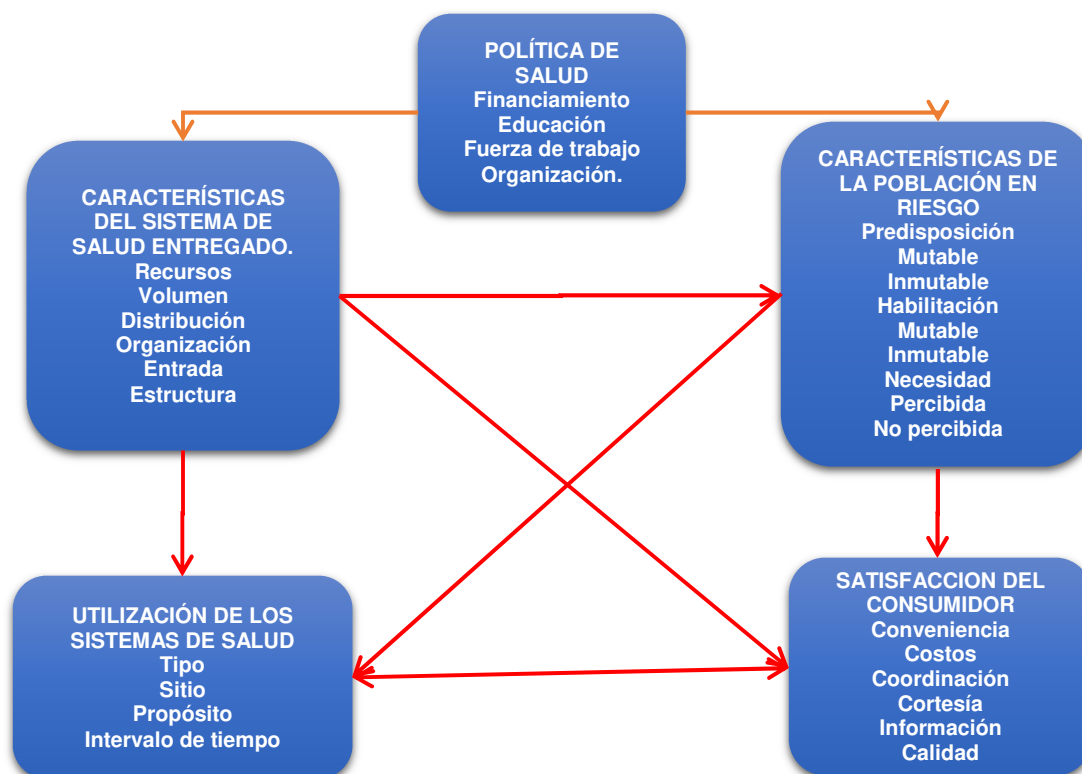 POLÍTICA DE
SALUD
Financiamiento
Educación
Fuerza de trabajo
Organización.
CARACTERÍSTICAS
DEL SISTEMA DE
SALUD ENTREGADO.
Recursos
Volumen
Distribución
Organización
Entrada
Estructura
CARACTERÍSTICAS DE
LA POBLACIÓN EN
RIESGO
Predisposición
Mutable
Inmutable
Habilitación
Mutable
Inmutable
Necesidad
Percibida
No percibida
UTILIZACIÓN DE LOS
SISTEMAS DE SALUD
Tipo
Sitio
Propósito
Intervalo de tiempo
SATISFACCION DEL
CONSUMIDOR
Conveniencia
Costos
Coordinación
Cortesía
Información
Calidad